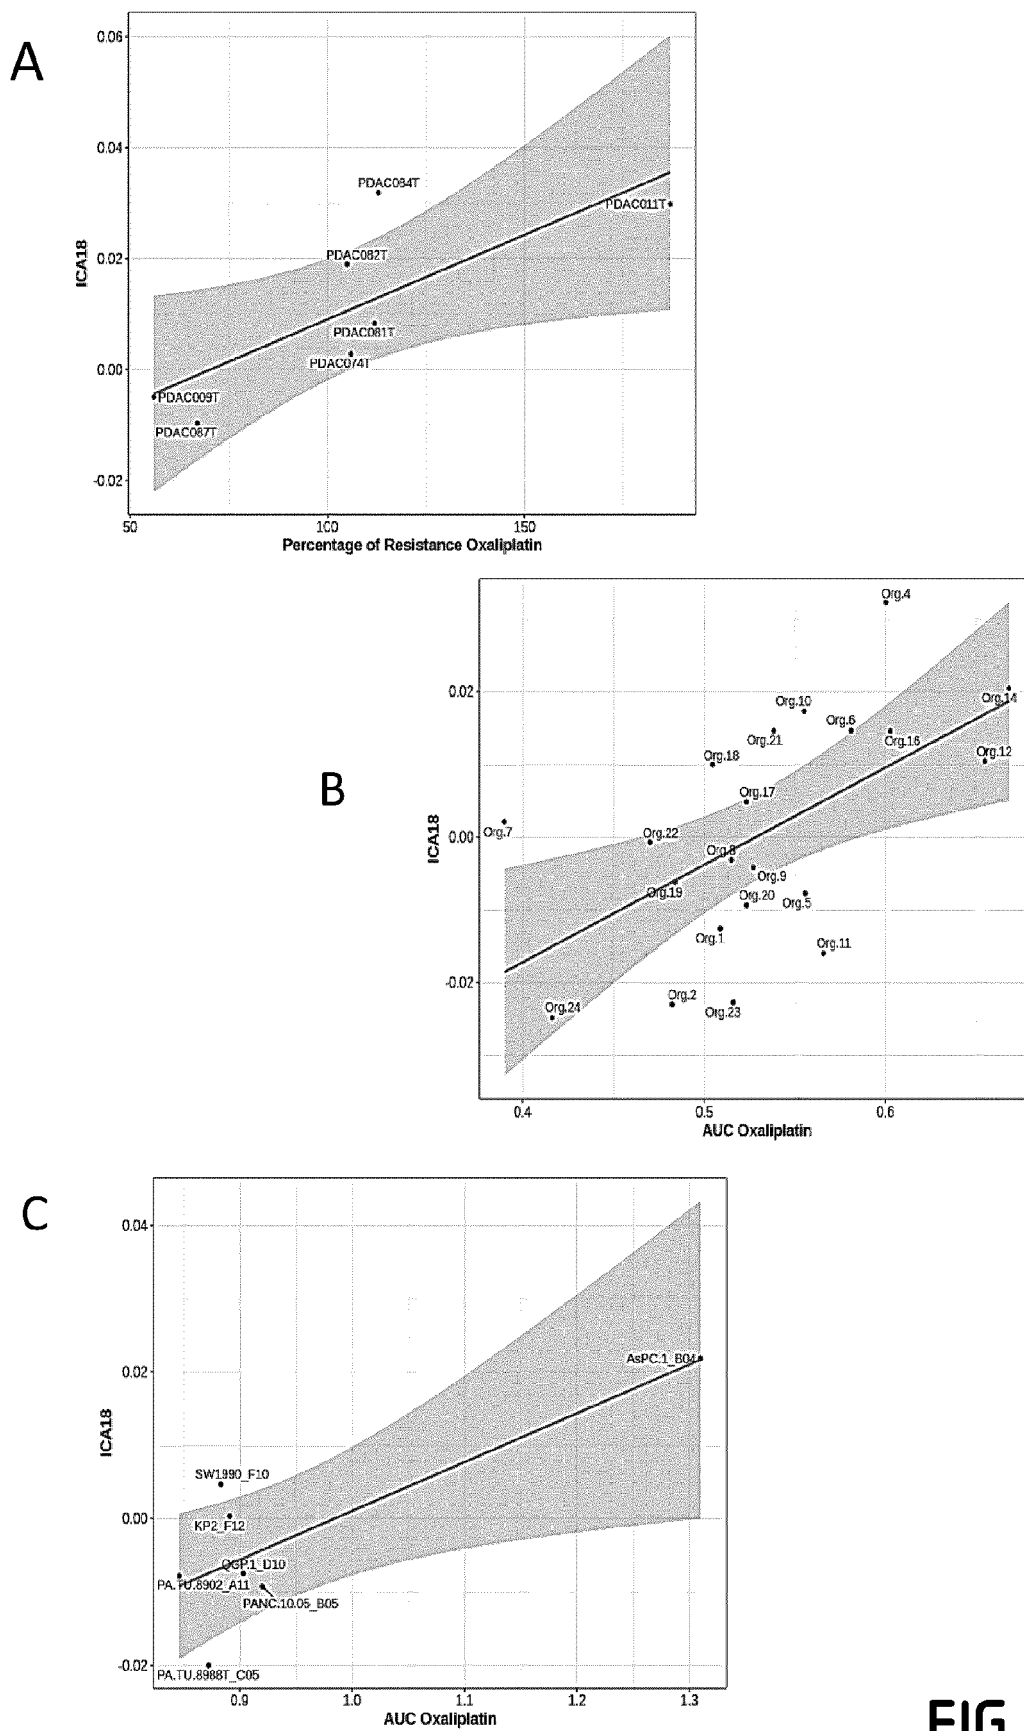 A
0.06
0.04
0.02
0.00
-0.02
ICA18
PDAC084T
PDAC011T
PDAC082T
PDAC081T
PDAC074T
PDAC009T
PDAC087T
50
100
150
Percentage of Resistance Oxaliplatin
B
0.02
0.00
-0.02
ICA18
Org.4
Org.14
Org.10
Org.6
Org.21
Org.16
Org.18
Org.12
Org.17
Org.7
Org.22
Org.8
Org.9
Org.19
Org.20
Org.5
Org.1
Org.11
Org.2
Org.24
Org.23
0.4
0.5
0.6
AUC Oxaliplatin
C
0.04
0.02
0.00
-0.02
ICA18
AsPC.1_B04
SW1990_F10
KP2_F12
QGP.1_D10
PA.TU.8902_A11
PANC.10.05_B05
PA.TU.8988T_C05
0.9
1.0
1.1
1.2
1.3
AUC Oxaliplatin
FIG